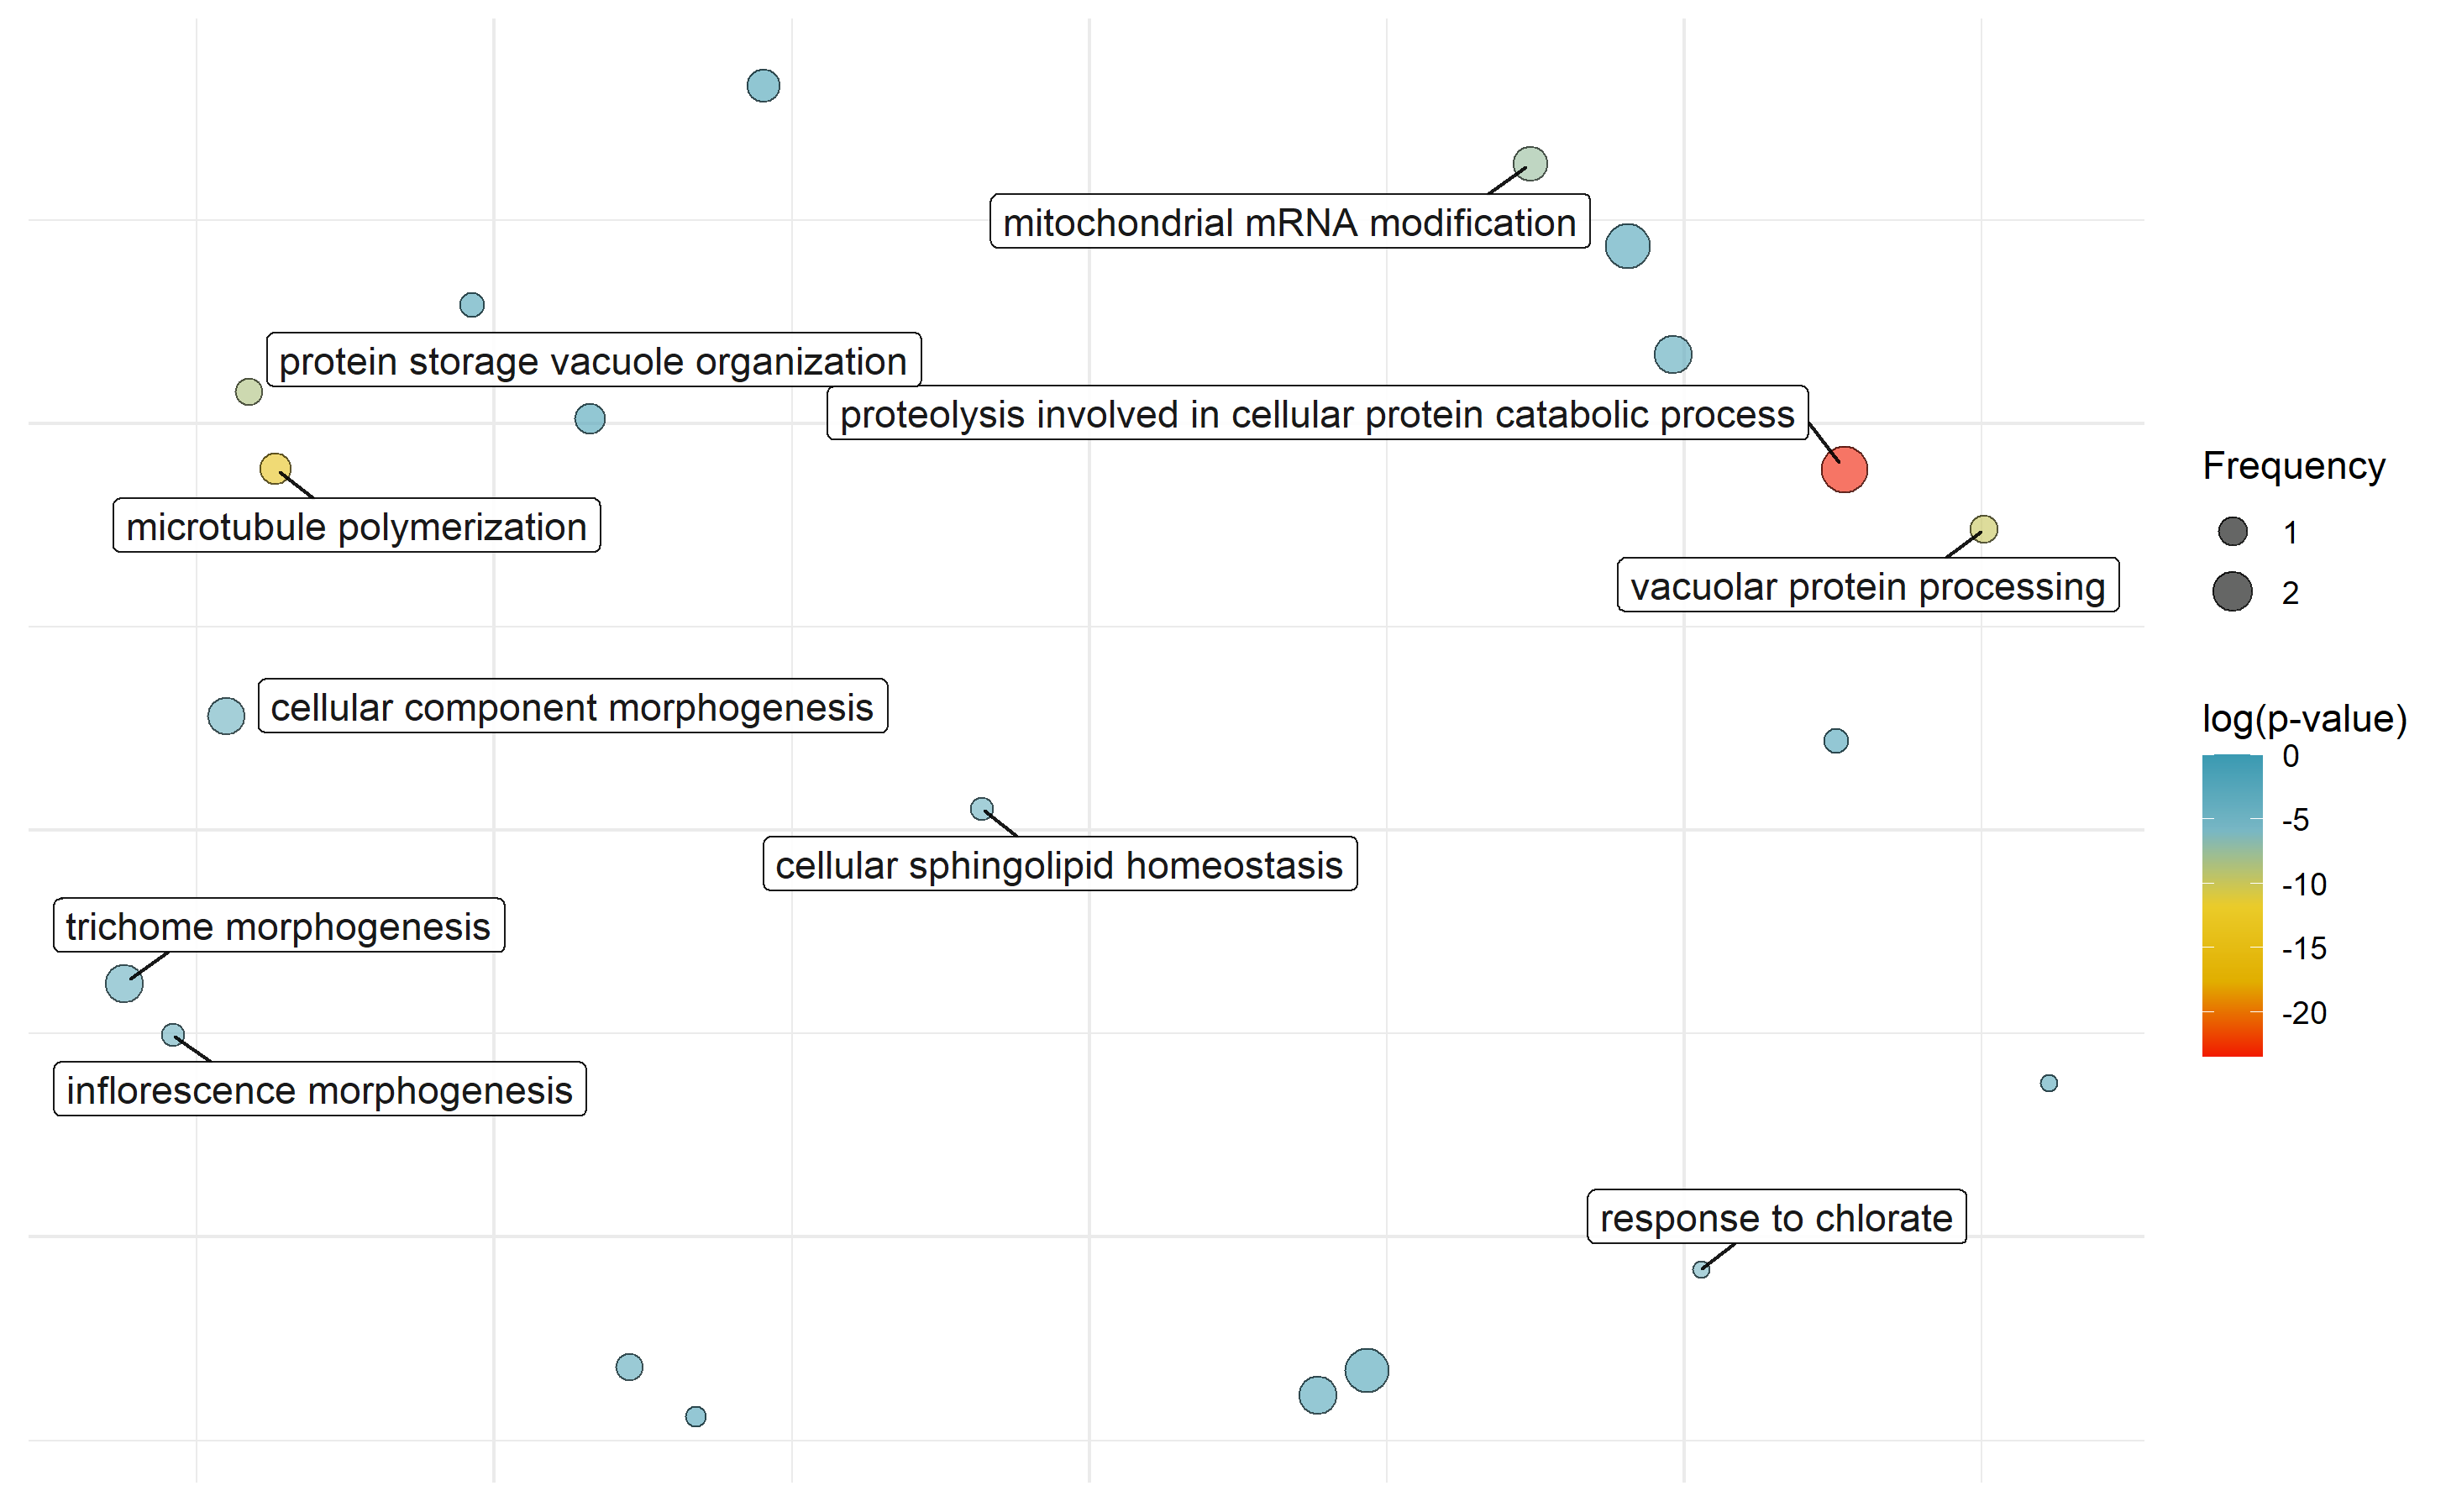 mitochondrial mRNA modification
protein storage vacuole organization
proteolysis involved in cellular protein catabolic process
microtubule polymerization
vacuolar protein processing
cellular component morphogenesis
cellular sphingolipid homeostasis
trichome morphogenesis
inflorescence morphogenesis
response to chlorate
Frequency
1
2
log(p-value)
0
-5
-10
-15
-20